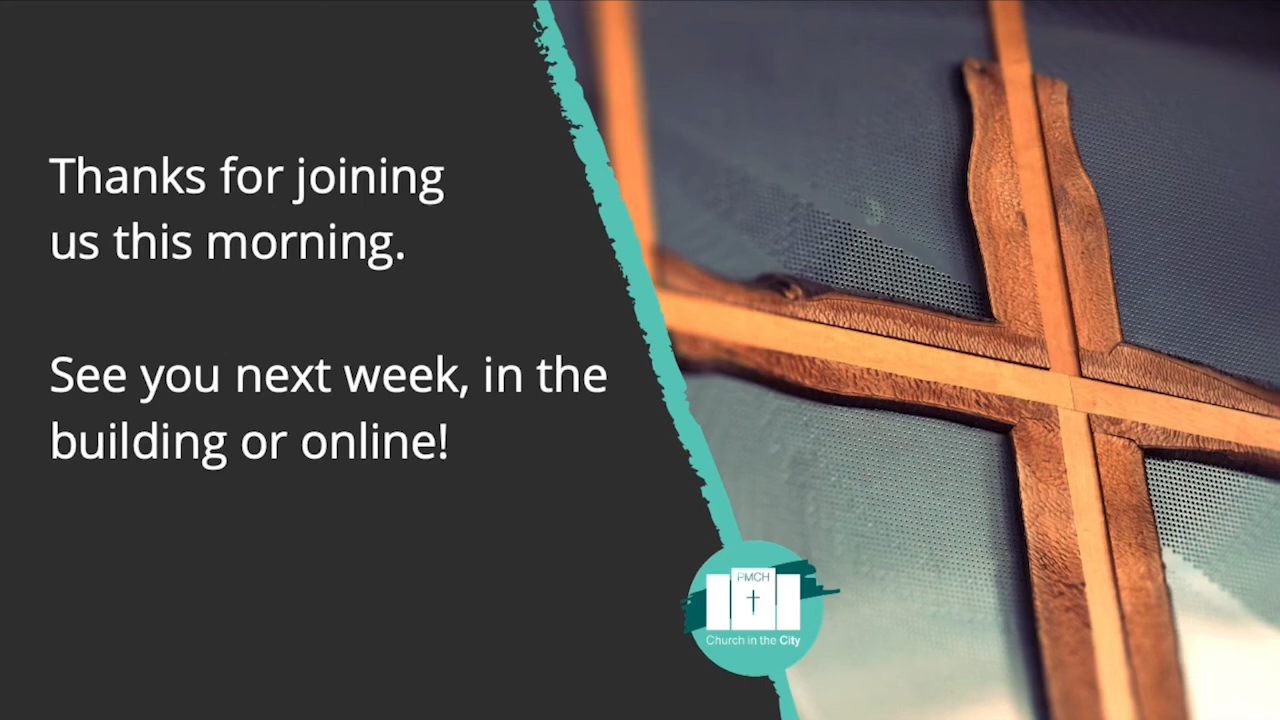 Thanks for joining
us this morning.
See you next week, in the
building or online!
PMCH
Church in the City